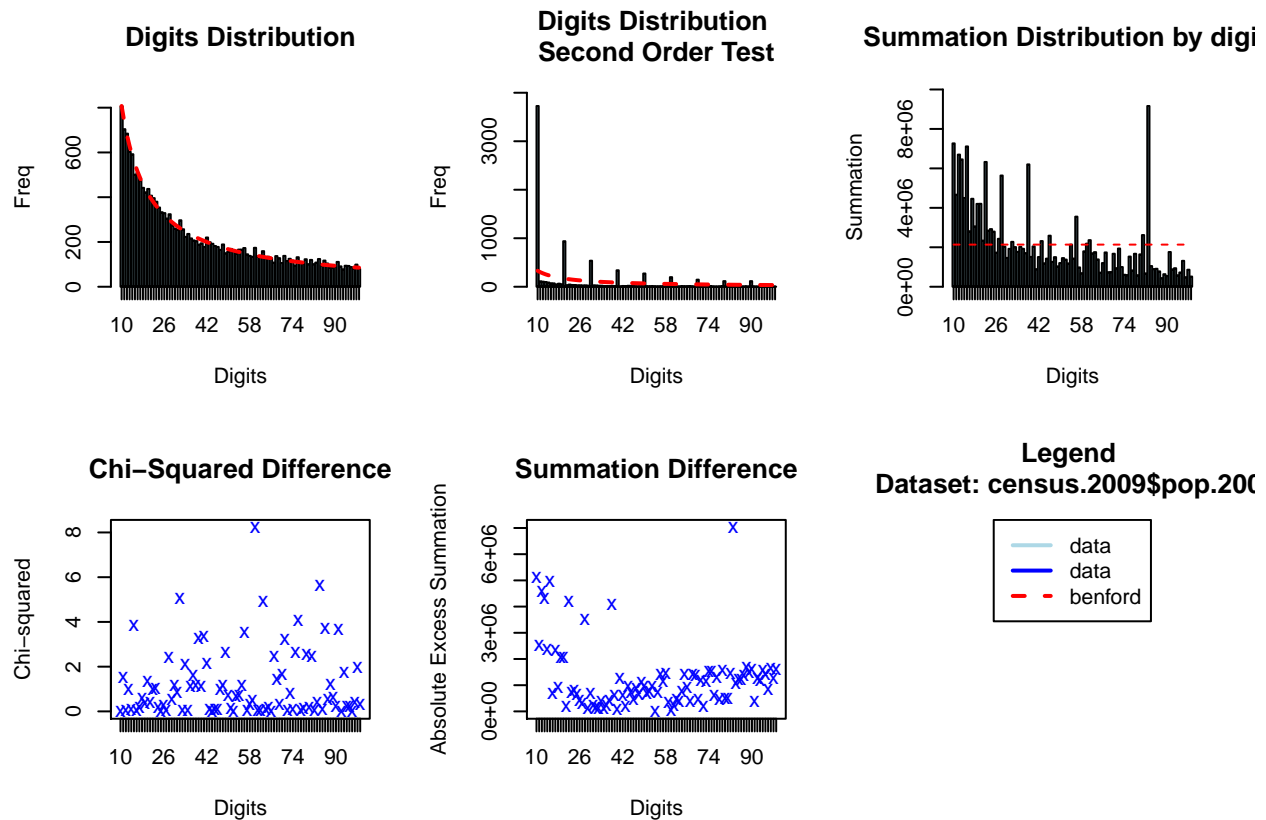 Digits Distribution
Freq
0
200
600
10 26 42 58 74 90
Digits
Digits Distribution
Second Order Test
Freq
0
1000
3000
10 26 42 58 74 90
Digits
Summation Distribution by digi
Summation
0e+00
4e+06
8e+06
10 26 42 58 74 90
Digits
Chi−Squared Difference
Chi−squared
0
2
4
6
8
10 26 42 58 74 90
Digits
Summation Difference
Absolute Excess Summation
0e+00
3e+06
6e+06
10 26 42 58 74 90
Digits
Legend
Dataset: census.2009$pop.200
data
data
benford